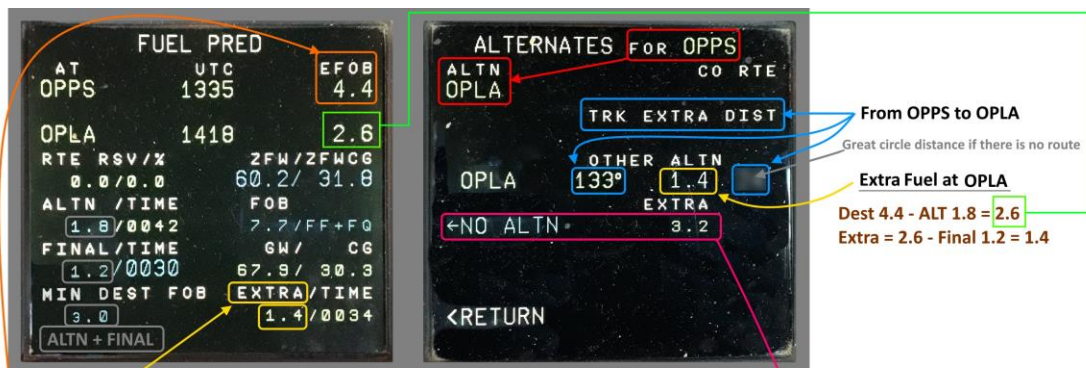 FUEL PRED
AT UTC EFOB
OPPS 1335 4.4
OPLA 1418 2.6
RTE RSV/% ZFW/ZFWCG
0.0/0.0 60.2/ 31.8
ALTN /TIME FOB
1.8/0042 7.7/FF+FQ
FINAL/TIME GW/ CG
1.2/0030 67.9/ 30.3
MIN DEST FOB EXTRA/TIME
3.0 1.4/0034
ALTN + FINAL
ALTERNATES FOR OPPS
ALTN CO RTE
OPLA
TRK EXTRA DIST
OTHER ALTN
OPLA 133° 1.4
EXTRA
←NO ALTN 3.2
<RETURN
From OPPS to OPLA
Great circle distance if there is no route
Extra Fuel at OPLA
Dest 4.4 - ALT 1.8 = 2.6
Extra = 2.6 - Final 1.2 = 1.4